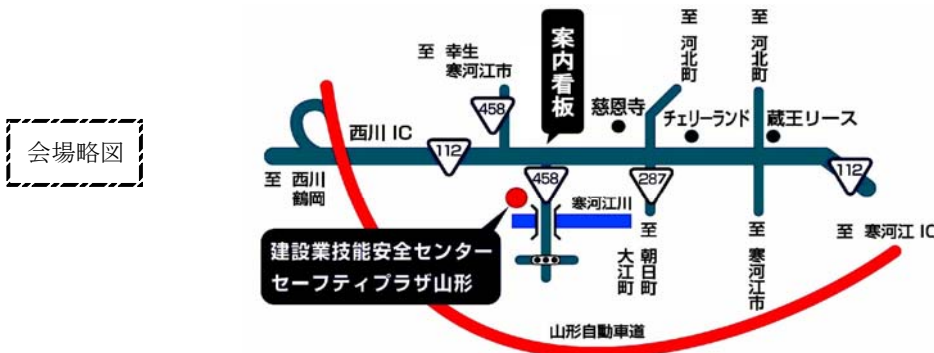 会場略図
案内看板
至 幸生
寒河江市
458
西川 IC
112
至 西川
鶴岡
慈恩寺
至 河北町
チェリーランド
至 河北町
蔵王リース
458
287
112
寒河江川
建設業技能安全センター
セーフティプラザ山形
至 朝日町
大江町
至 寒河江市
至 寒河江 IC
山形自動車道